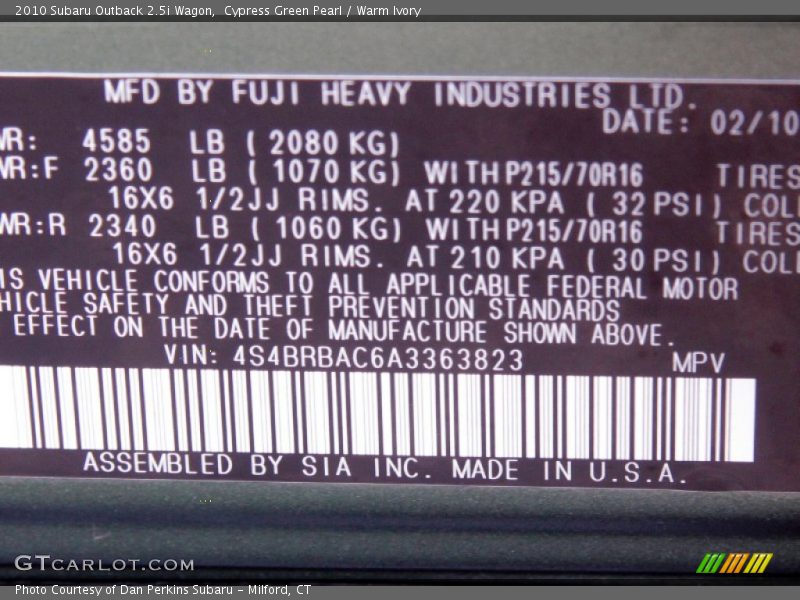 2010 Subaru Outback 2.5i Wagon, Cypress Green Pearl / Warm Ivory
MFD BY FUJI HEAVY INDUSTRIES LTD.
DATE: 02/10
WR: 4585 LB ( 2080 KG)
WR:F 2360 LB ( 1070 KG) WITH P215/70R16 TIRES
16X6 1/2JJ RIMS. AT 220 KPA ( 32 PSI) COL
WR:R 2340 LB ( 1060 KG) WITH P215/70R16 TIRES
16X6 1/2JJ RIMS. AT 210 KPA ( 30 PSI) COL
IS VEHICLE CONFORMS TO ALL APPLICABLE FEDERAL MOTOR
HICLE SAFETY AND THEFT PREVENTION STANDARDS
EFFECT ON THE DATE OF MANUFACTURE SHOWN ABOVE.
VIN: 4S4BRBAC6A3363823 MPV
ASSEMBLED BY SIA INC. MADE IN U.S.A.
GTCARLOT.COM
Photo Courtesy of Dan Perkins Subaru - Milford, CT